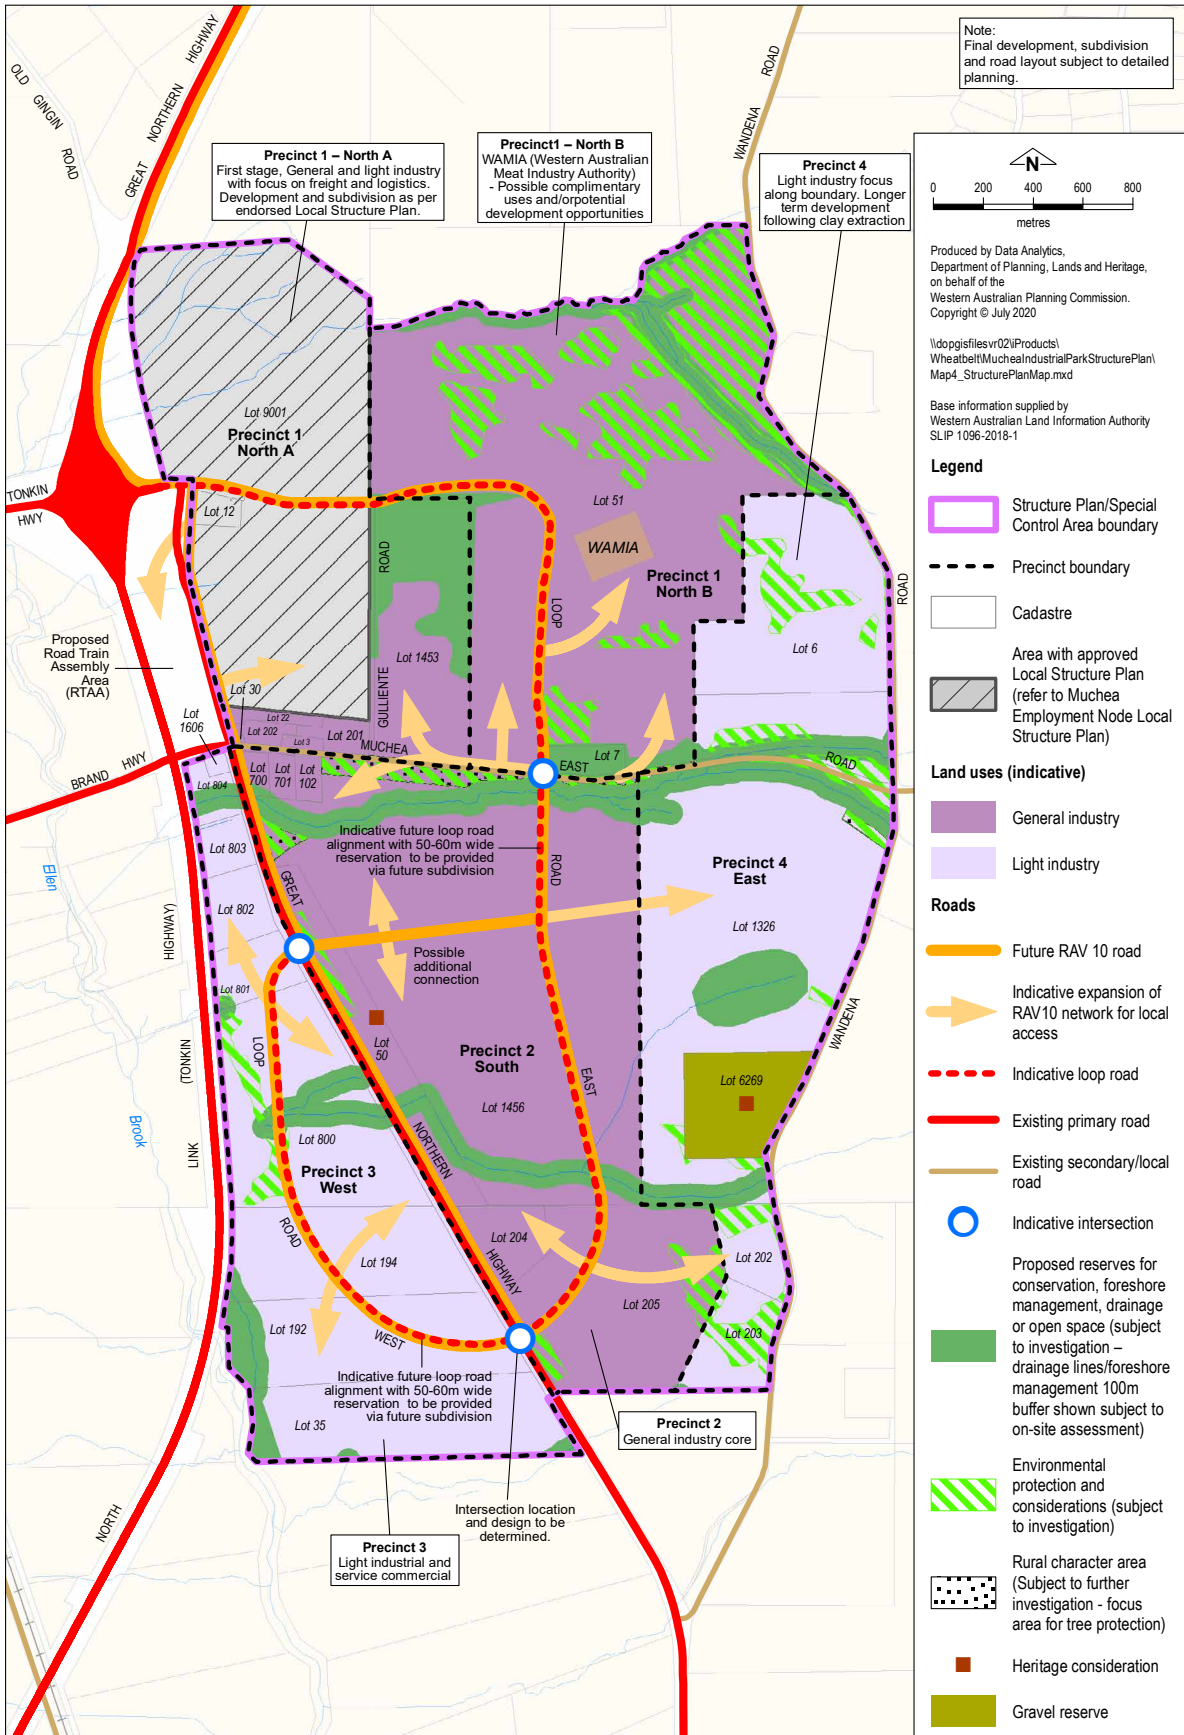 Note:
Final development, subdivision
and road layout subject to detailed
planning.
OLD GINGIN ROAD
GREAT NORTHERN HIGHWAY
WANDENA ROAD
Precinct 1 – North A
First stage, General and light industry
with focus on freight and logistics.
Development and subdivision as per
endorsed Local Structure Plan.
Precinct1 – North B
WAMIA (Western Australian
Meat Industry Authority)
- Possible complimentary
uses and/orpotential
development opportunities
Precinct 4
Light industry focus
along boundary. Longer
term development
following clay extraction
N
0 200 400 600 800
metres
Produced by Data Analytics,
Department of Planning, Lands and Heritage,
on behalf of the
Western Australian Planning Commission.
Copyright © July 2020
\\dopgisfilesvr02\iProducts\
Wheatbelt\MucheaIndustrialParkStructurePlan\
Map4_StructurePlanMap.mxd
Base information supplied by
Western Australian Land Information Authority
SLIP 1096-2018-1
Lot 9001
Precinct 1
North A
TONKIN
HWY
Lot 12
Lot 51
WAMIA
ROAD
Precinct 1
North B
LOOP
ROAD
Lot 6
Proposed
Road Train
Assembly
Area
(RTAA)
Lot 1453
GULLIENTE
Lot 30
Lot 22
Lot 202
Lot 3
Lot 201
Lot
1606
MUCHEA
EAST
Lot 7
ROAD
BRAND HWY
Lot 804
Lot
700
Lot
701
Lot
102
Lot 803
Indicative future loop road
alignment with 50-60m wide
reservation to be provided
via future subdivision
ROAD
Precinct 4
East
Ellen
GREAT
Lot 802
HIGHWAY)
Lot 1326
Possible
additional
connection
Lot 801
LOOP
Lot
50
(TONKIN
Precinct 2
South
EAST
WANDENA
Lot 6269
Lot 1456
Brook
LINK
Lot 800
NORTHERN
Precinct 3
West
ROAD
Lot 204
HIGHWAY
Lot 194
Lot 202
Lot 205
Lot 192
WEST
Lot 203
Indicative future loop road
alignment with 50-60m wide
reservation to be provided
via future subdivision
Lot 35
Precinct 2
General industry core
NORTH
Intersection location
and design to be
determined.
Precinct 3
Light industrial and
service commercial
Legend
Structure Plan/Special
Control Area boundary
Precinct boundary
Cadastre
Area with approved
Local Structure Plan
(refer to Muchea
Employment Node Local
Structure Plan)
Land uses (indicative)
General industry
Light industry
Roads
Future RAV 10 road
Indicative expansion of
RAV10 network for local
access
Indicative loop road
Existing primary road
Existing secondary/local
road
Indicative intersection
Proposed reserves for
conservation, foreshore
management, drainage
or open space (subject
to investigation –
drainage lines/foreshore
management 100m
buffer shown subject to
on-site assessment)
Environmental
protection and
considerations (subject
to investigation)
Rural character area
(Subject to further
investigation - focus
area for tree protection)
Heritage consideration
Gravel reserve